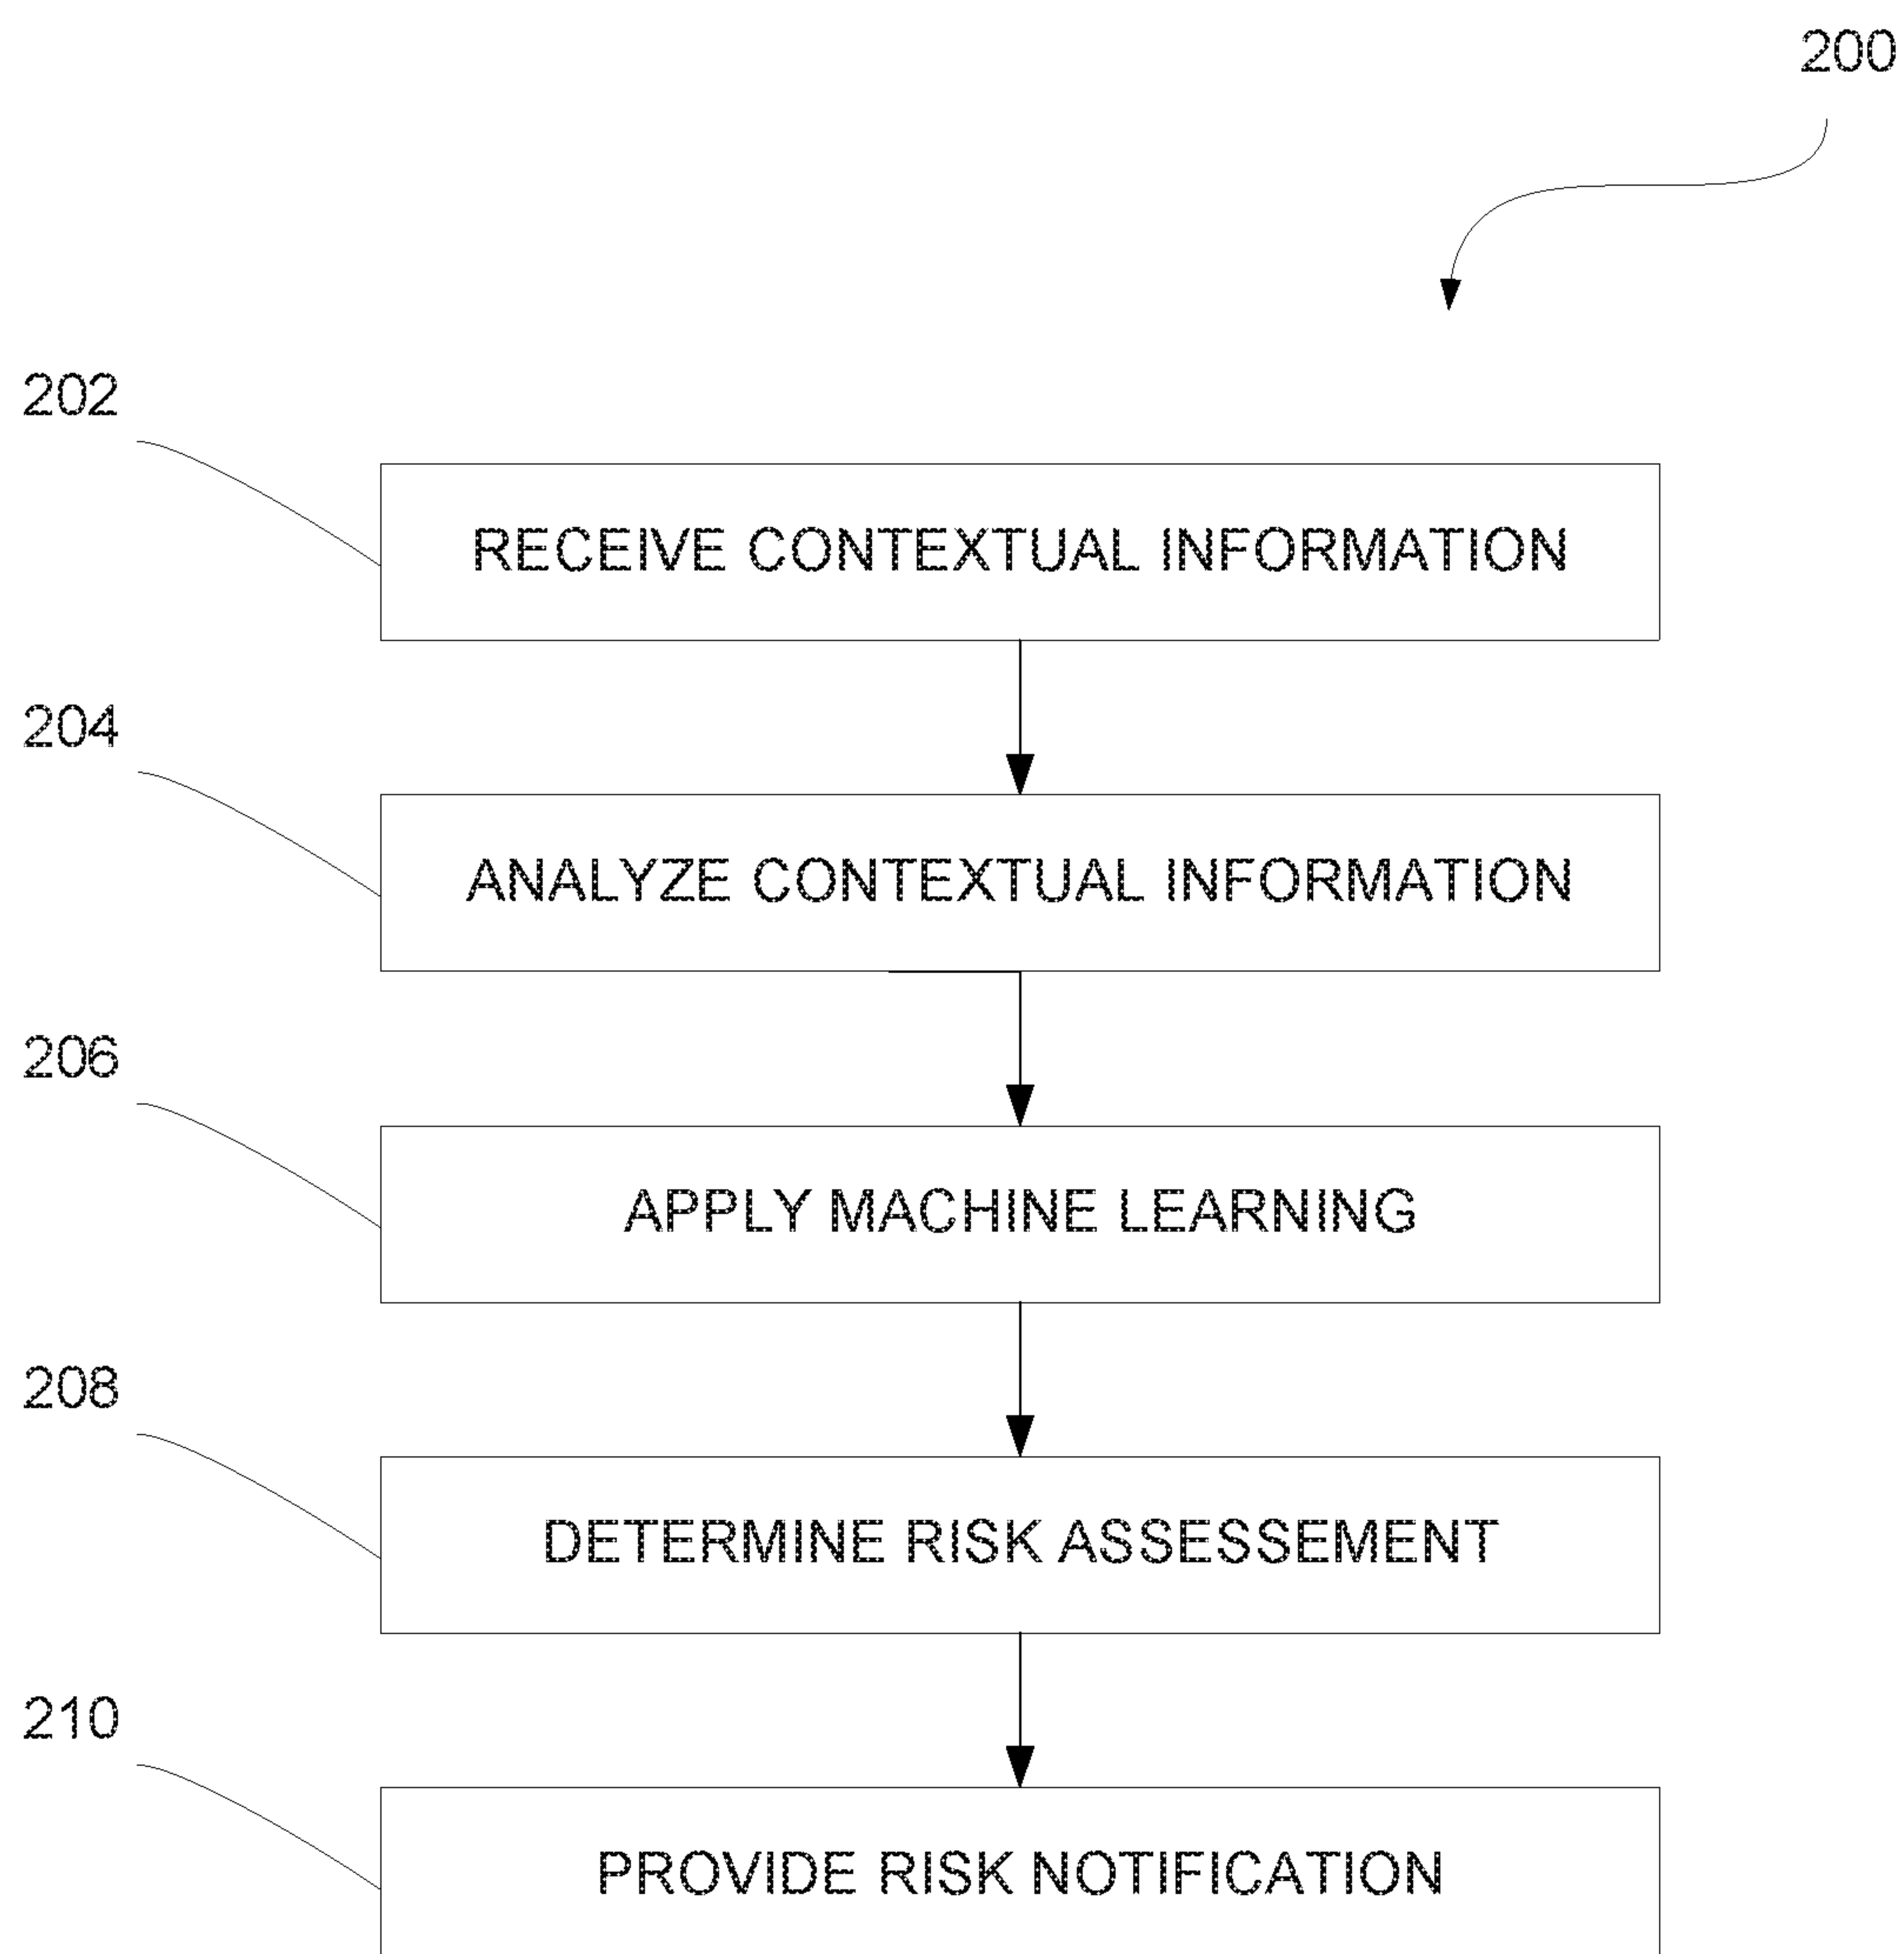 200
202
RECEIVE CONTEXTUAL INFORMATION
204
ANALYZE CONTEXTUAL INFORMATION
206
APPLY MACHINE LEARNING
208
DETERMINE RISK ASSESSEMENT
210
PROVIDE RISK NOTIFICATION